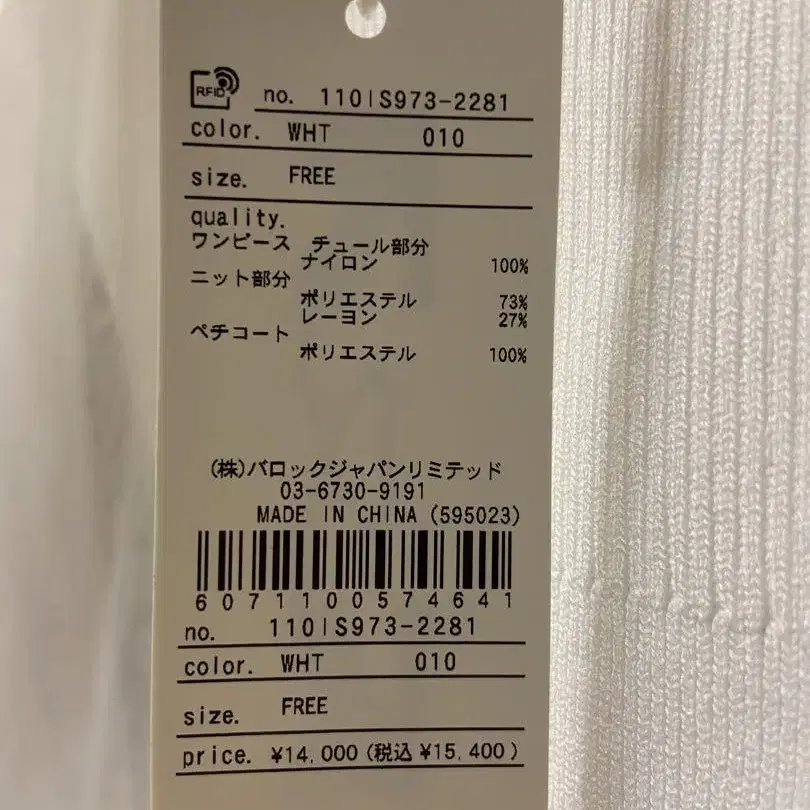 RFID
no. 110IS973-2281
color. WHT 010
size. FREE
quality.
ワンピース チュール部分
ナイロン 100%
ニット部分
ポリエステル 73%
レーヨン 27%
ペチコート
ポリエステル 100%
(株)バロックジャパンリミテッド
03-6730-9191
MADE IN CHINA (595023)
6071100574641
no. 110IS973-2281
color. WHT 010
size. FREE
price. ¥14,000 (税込 ¥15,400)